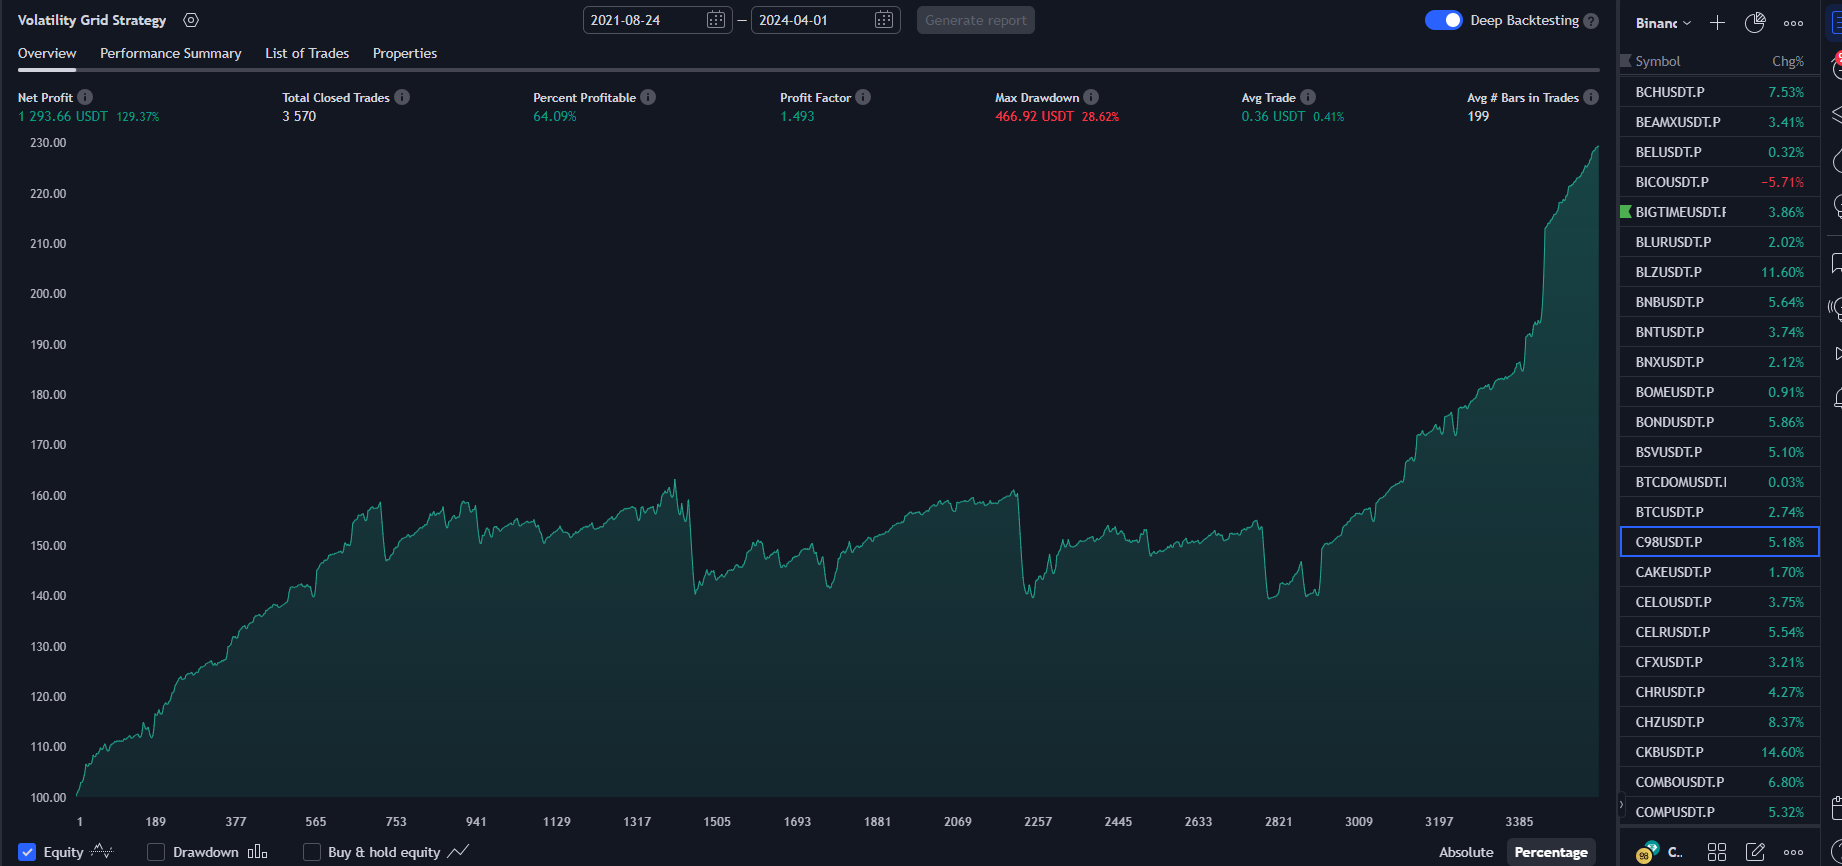 Volatility Grid Strategy
2021-08-24 — 2024-04-01 Generate report
Deep Backtesting
Overview Performance Summary List of Trades Properties
Net Profit Total Closed Trades Percent Profitable Profit Factor Max Drawdown Avg Trade Avg # Bars in Trades
1 293.66 USDT 129.37% 3 570 64.09% 1.493 466.92 USDT 28.62% 0.36 USDT 0.41% 199
230.00
220.00
210.00
200.00
190.00
180.00
170.00
160.00
150.00
140.00
130.00
120.00
110.00
100.00
1 189 377 565 753 941 1129 1317 1505 1693 1881 2069 2257 2445 2633 2821 3009 3197 3385
Equity Drawdown Buy & hold equity
Absolute Percentage
Binanc
Symbol Chg%
BCHUSDT.P 7.53%
BEAMXUSDT.P 3.41%
BELUSDT.P 0.32%
BICOUSDT.P −5.71%
BIGTIMEUSDT.F 3.86%
BLURUSDT.P 2.02%
BLZUSDT.P 11.60%
BNBUSDT.P 5.64%
BNTUSDT.P 3.74%
BNXUSDT.P 2.12%
BOMEUSDT.P 0.91%
BONDUSDT.P 5.86%
BSVUSDT.P 5.10%
BTCDOMUSDT.I 0.03%
BTCUSDT.P 2.74%
C98USDT.P 5.18%
CAKEUSDT.P 1.70%
CELOUSDT.P 3.75%
CELRUSDT.P 5.54%
CFXUSDT.P 3.21%
CHRUSDT.P 4.27%
CHZUSDT.P 8.37%
CKBUSDT.P 14.60%
COMBOUSDT.P 6.80%
COMPUSDT.P 5.32%
98 C..